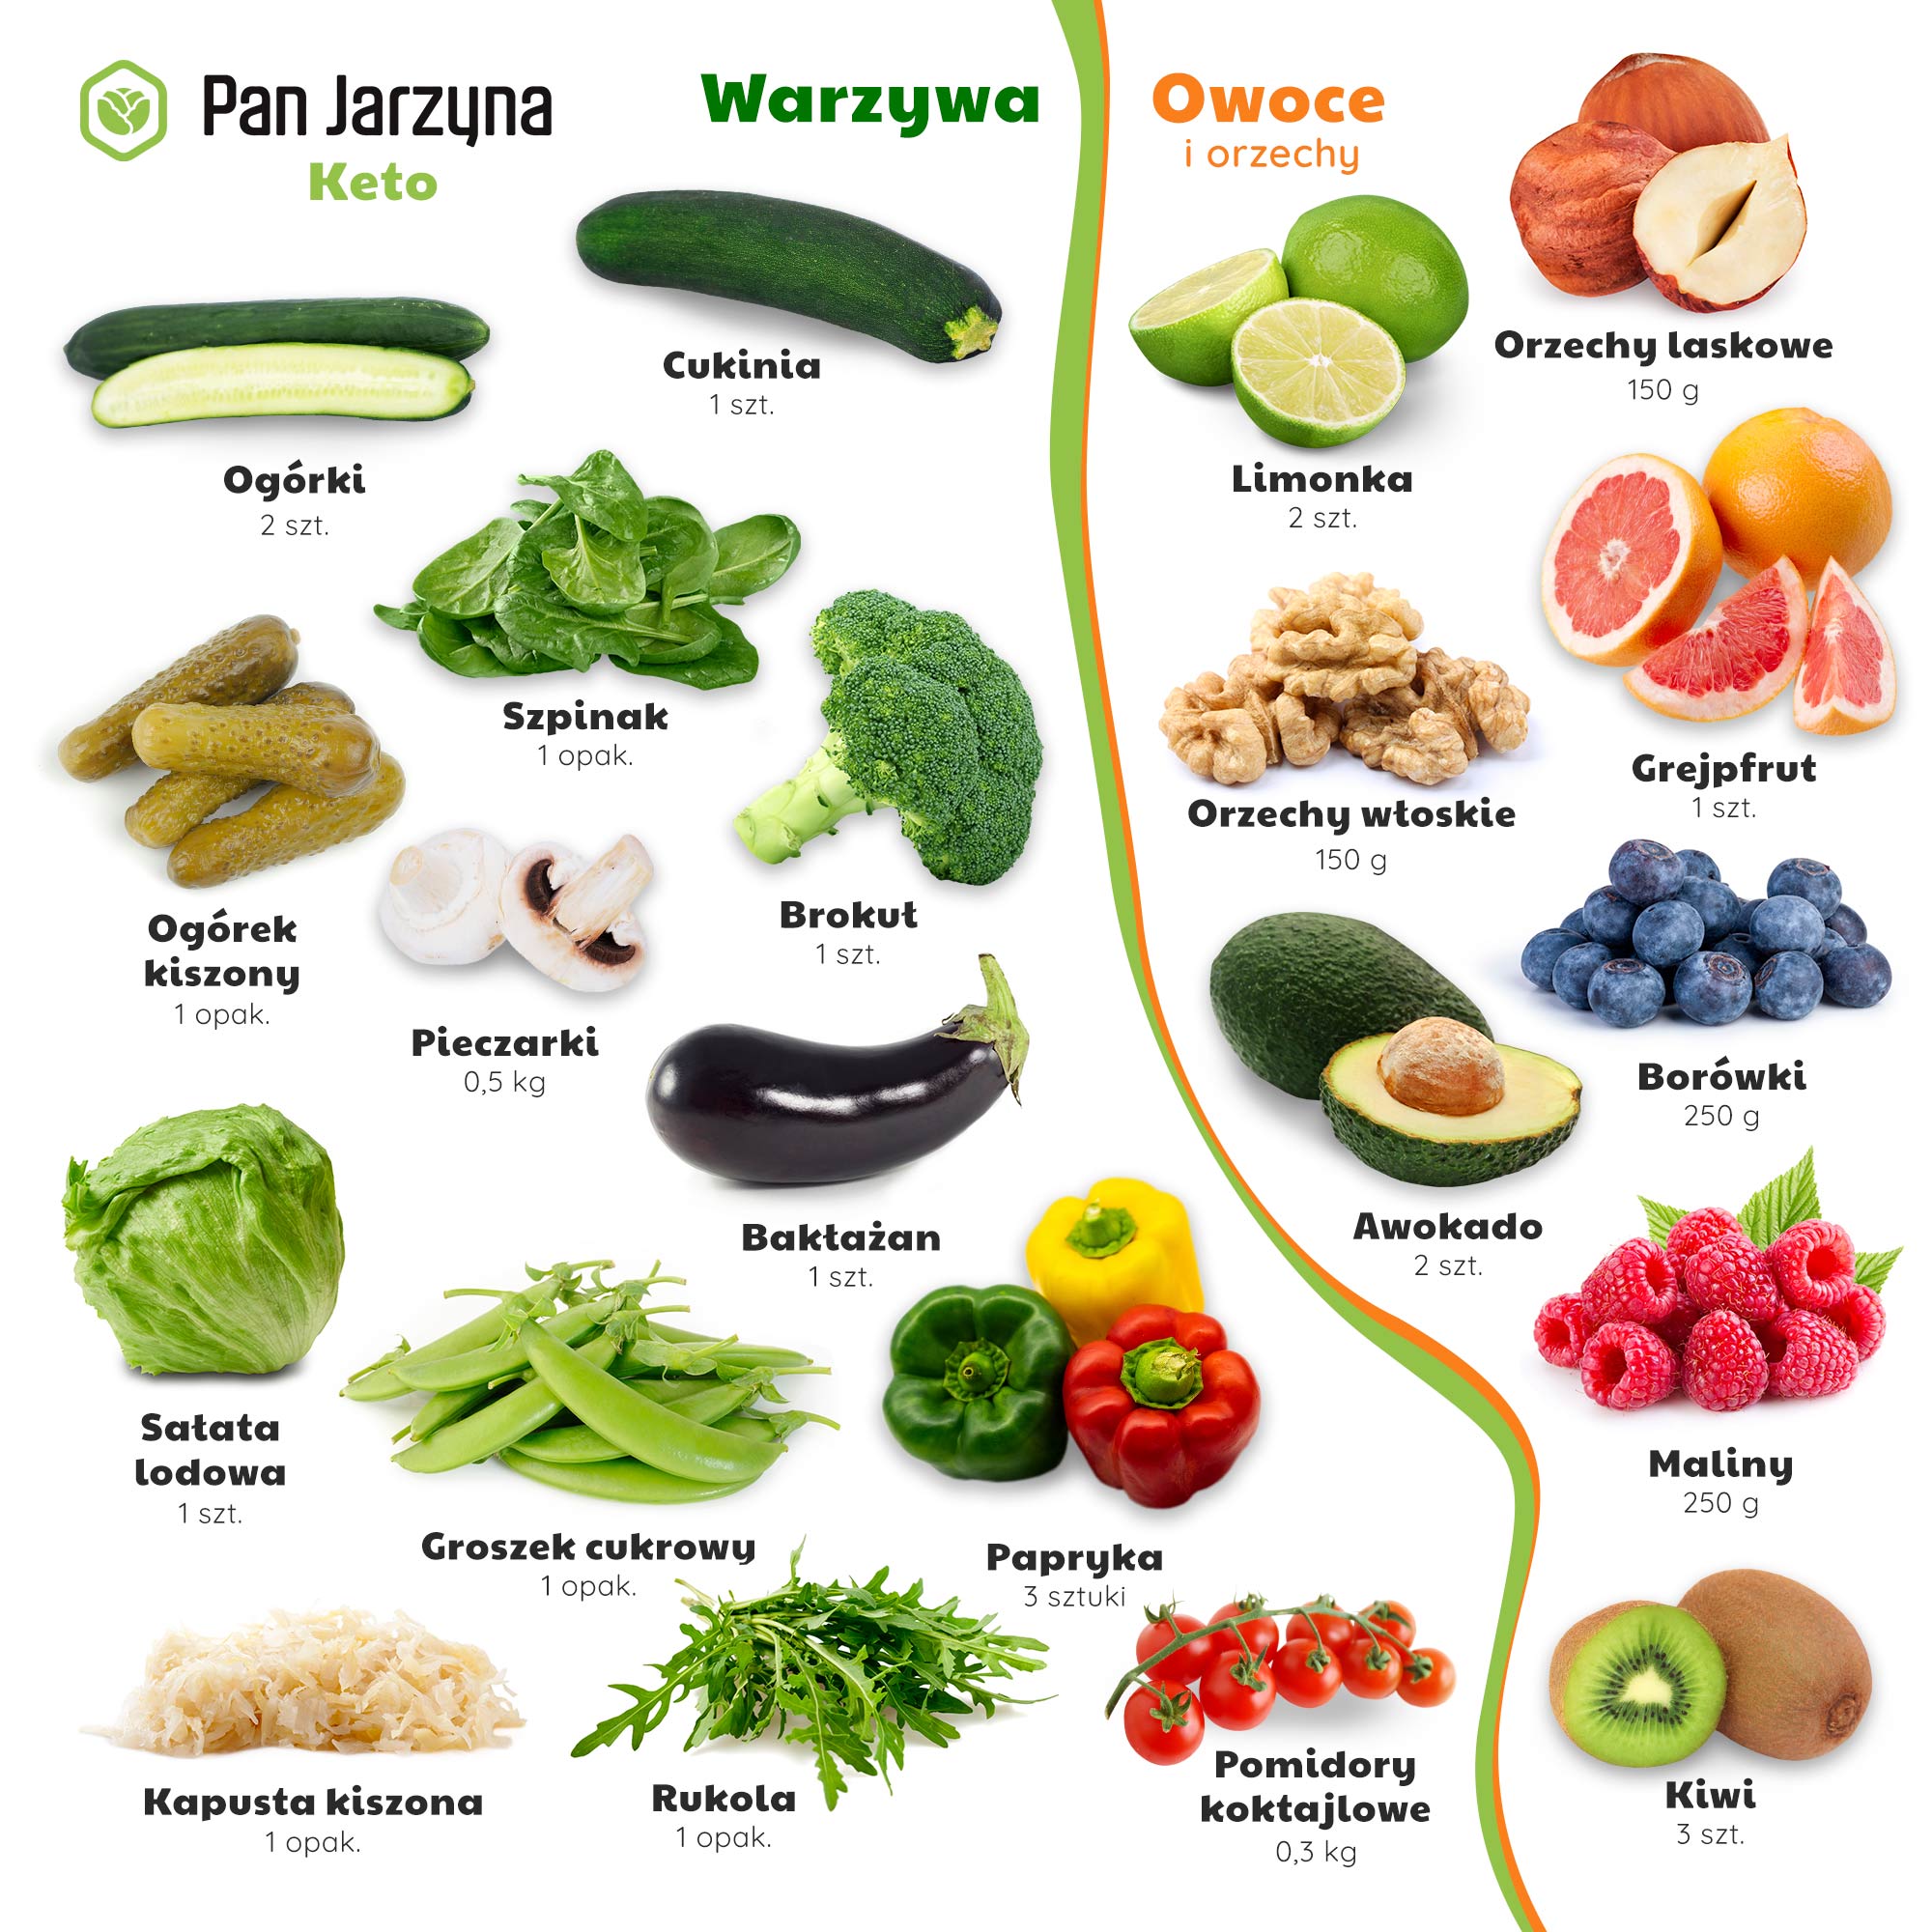 Pan Jarzyna
Keto
Warzywa
Cukinia
1 szt.
Ogórki
2 szt.
Szpinak
1 opak.
Brokuł
1 szt.
Ogórek
kiszony
1 opak.
Pieczarki
0,5 kg
Bakłażan
1 szt.
Sałata
lodowa
1 szt.
Groszek cukrowy
1 opak.
Papryka
3 sztuki
Kapusta kiszona
1 opak.
Rukola
1 opak.
Pomidory
koktajlowe
0,3 kg
Owoce
i orzechy
Orzechy laskowe
150 g
Limonka
2 szt.
Grejpfrut
1 szt.
Orzechy włoskie
150 g
Borówki
250 g
Awokado
2 szt.
Maliny
250 g
Kiwi
3 szt.